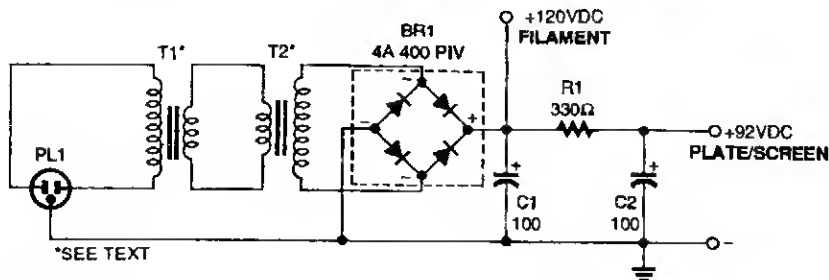 +120VDC
FILAMENT
BR1
4A 400 PIV
T1*
T2*
R1
330Ω
~
-
+
~
+92VDC
PLATE/SCREEN
PL1
+
C1
100
+
C2
100
*SEE TEXT
-